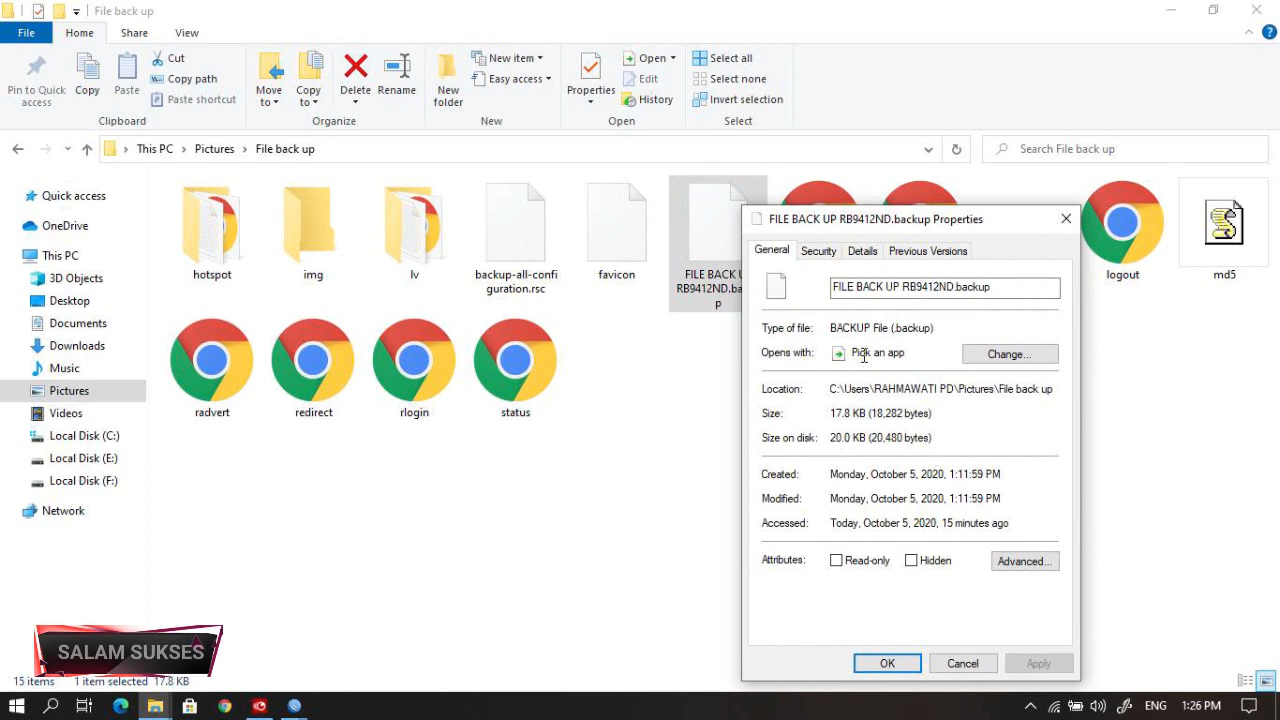 File back up
File Home Share View
Pin to Quick access
Copy
Paste
Cut
Copy path
Paste shortcut
Clipboard
Move to
Copy to
Delete
Rename
Organize
New folder
New item
Easy access
New
Properties
Open
Edit
History
Open
Select all
Select none
Invert selection
Select
This PC > Pictures > File back up
Search File back up
Quick access
OneDrive
This PC
3D Objects
Desktop
Documents
Downloads
Music
Pictures
Videos
Local Disk (C:)
Local Disk (E:)
Local Disk (F:)
Network
hotspot
img
lv
backup-all-confi
guration.rsc
favicon
FILE BACK U
RB9412ND.ba
p
logout
md5
radvert
redirect
rlogin
status
FILE BACK UP RB9412ND.backup Properties
General Security Details Previous Versions
FILE BACK UP RB9412ND.backup
Type of file: BACKUP File (.backup)
Opens with: Pick an app Change...
Location: C:\Users\RAHMAWATI PD\Pictures\File back up
Size: 17.8 KB (18,282 bytes)
Size on disk: 20.0 KB (20,480 bytes)
Created: Monday, October 5, 2020, 1:11:59 PM
Modified: Monday, October 5, 2020, 1:11:59 PM
Accessed: Today, October 5, 2020, 15 minutes ago
Attributes: Read-only Hidden Advanced...
OK Cancel Apply
SALAM SUKSES
15 items 1 item selected 17.8 KB
ENG 1:26 PM